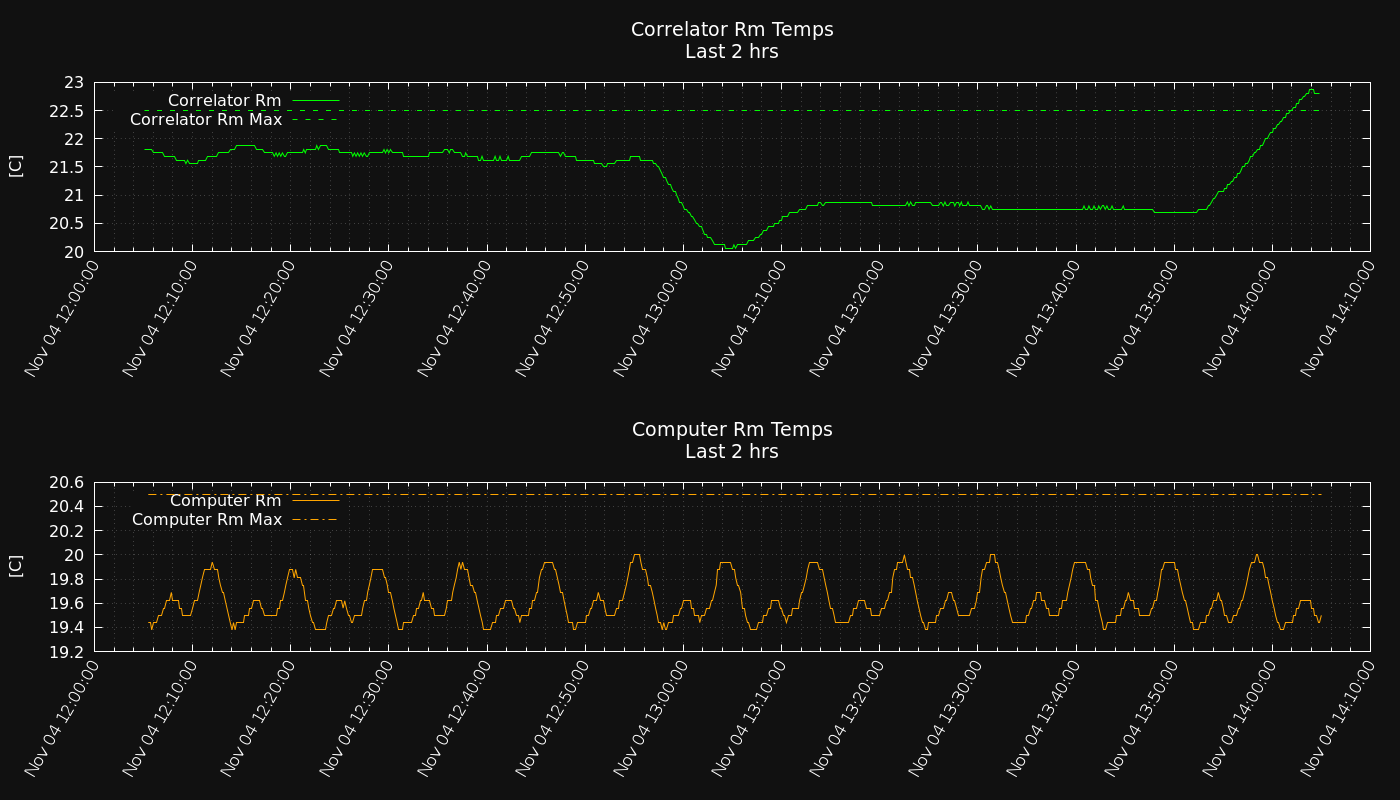 Correlator Rm Temps
Last 2 hrs
23
22.5
22
21.5
21
20.5
20
[C]
Correlator Rm
Correlator Rm Max
Nov 04 12:00:00
Nov 04 12:10:00
Nov 04 12:20:00
Nov 04 12:30:00
Nov 04 12:40:00
Nov 04 12:50:00
Nov 04 13:00:00
Nov 04 13:10:00
Nov 04 13:20:00
Nov 04 13:30:00
Nov 04 13:40:00
Nov 04 13:50:00
Nov 04 14:00:00
Nov 04 14:10:00
Computer Rm Temps
Last 2 hrs
20.6
20.4
20.2
20
19.8
19.6
19.4
19.2
[C]
Computer Rm
Computer Rm Max
Nov 04 12:00:00
Nov 04 12:10:00
Nov 04 12:20:00
Nov 04 12:30:00
Nov 04 12:40:00
Nov 04 12:50:00
Nov 04 13:00:00
Nov 04 13:10:00
Nov 04 13:20:00
Nov 04 13:30:00
Nov 04 13:40:00
Nov 04 13:50:00
Nov 04 14:00:00
Nov 04 14:10:00